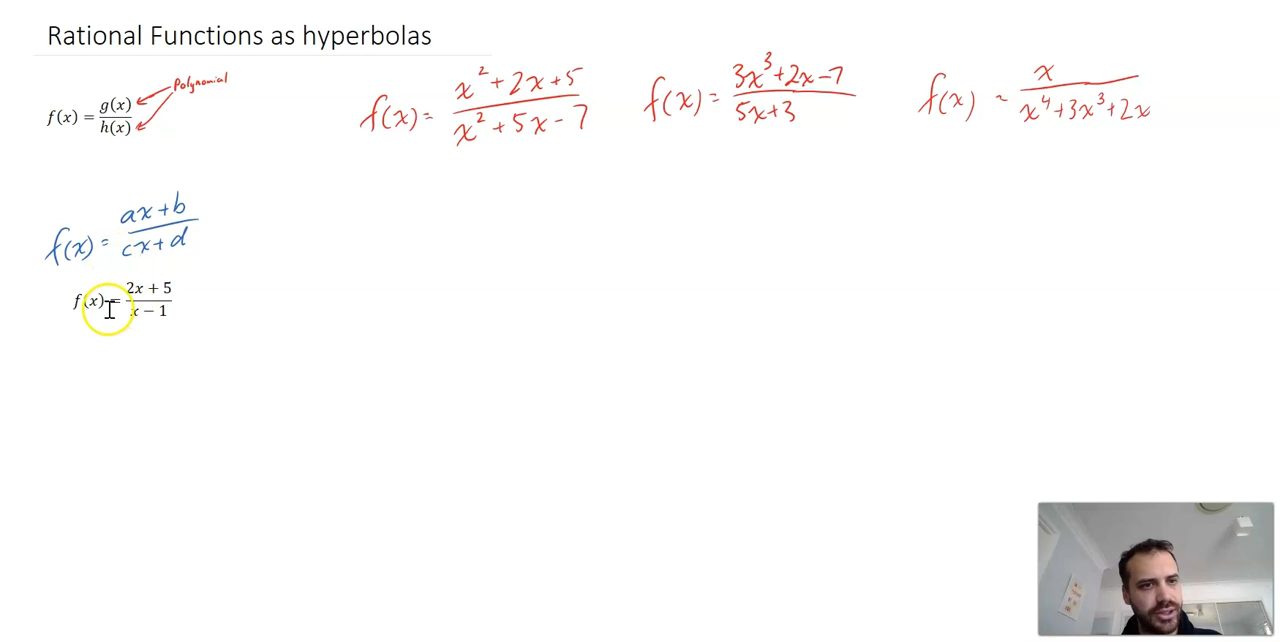 Rational Functions as hyperbolas
Polynomial
f(x) = g(x)/h(x)
f(x) = x²+2x+5/x²+5x-7
f(x) = 3x³+2x-7/5x+3
f(x) = x/x⁴+3x³+2x
f(x) = ax+b/cx+d
f(x) = 2x + 5/x − 1